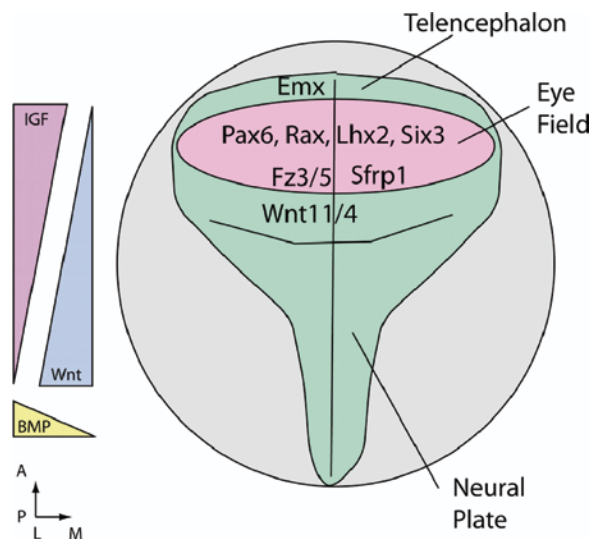 Telencephalon
Emx
Eye
Field
IGF
Pax6, Rax, Lhx2, Six3
Fz3/5 Sfrp1
Wnt11/4
Wnt
BMP
A
P
L M
Neural
Plate